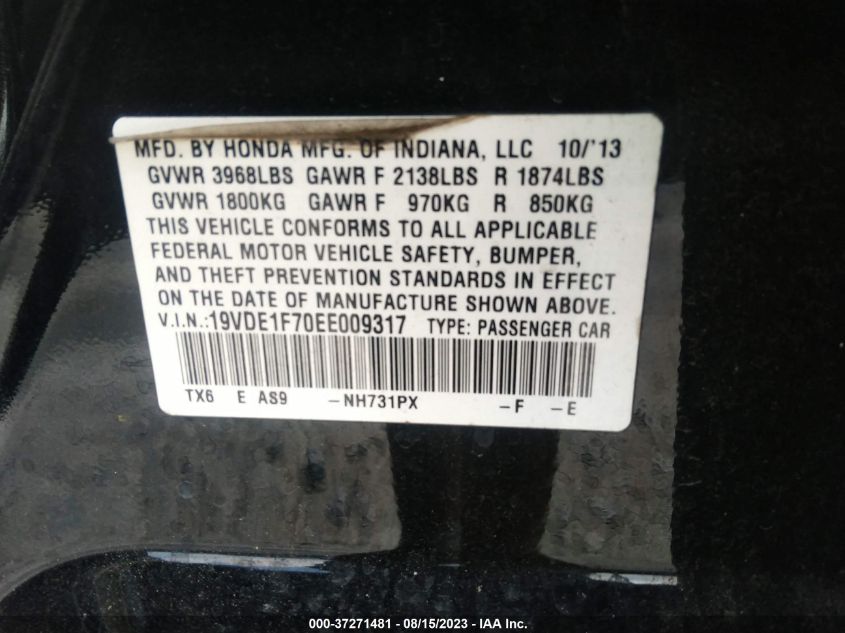 MFD. BY HONDA MFG. OF INDIANA, LLC 10/'13
GVWR 3968LBS GAWR F 2138LBS R 1874LBS
GVWR 1800KG GAWR F 970KG R 850KG
THIS VEHICLE CONFORMS TO ALL APPLICABLE
FEDERAL MOTOR VEHICLE SAFETY, BUMPER,
AND THEFT PREVENTION STANDARDS IN EFFECT
ON THE DATE OF MANUFACTURE SHOWN ABOVE.
V.I.N.:19VDE1F70EE009317 TYPE: PASSENGER CAR
TX6 E AS9 -NH731PX -F -E
000-37271481 - 08/15/2023 - IAA Inc.